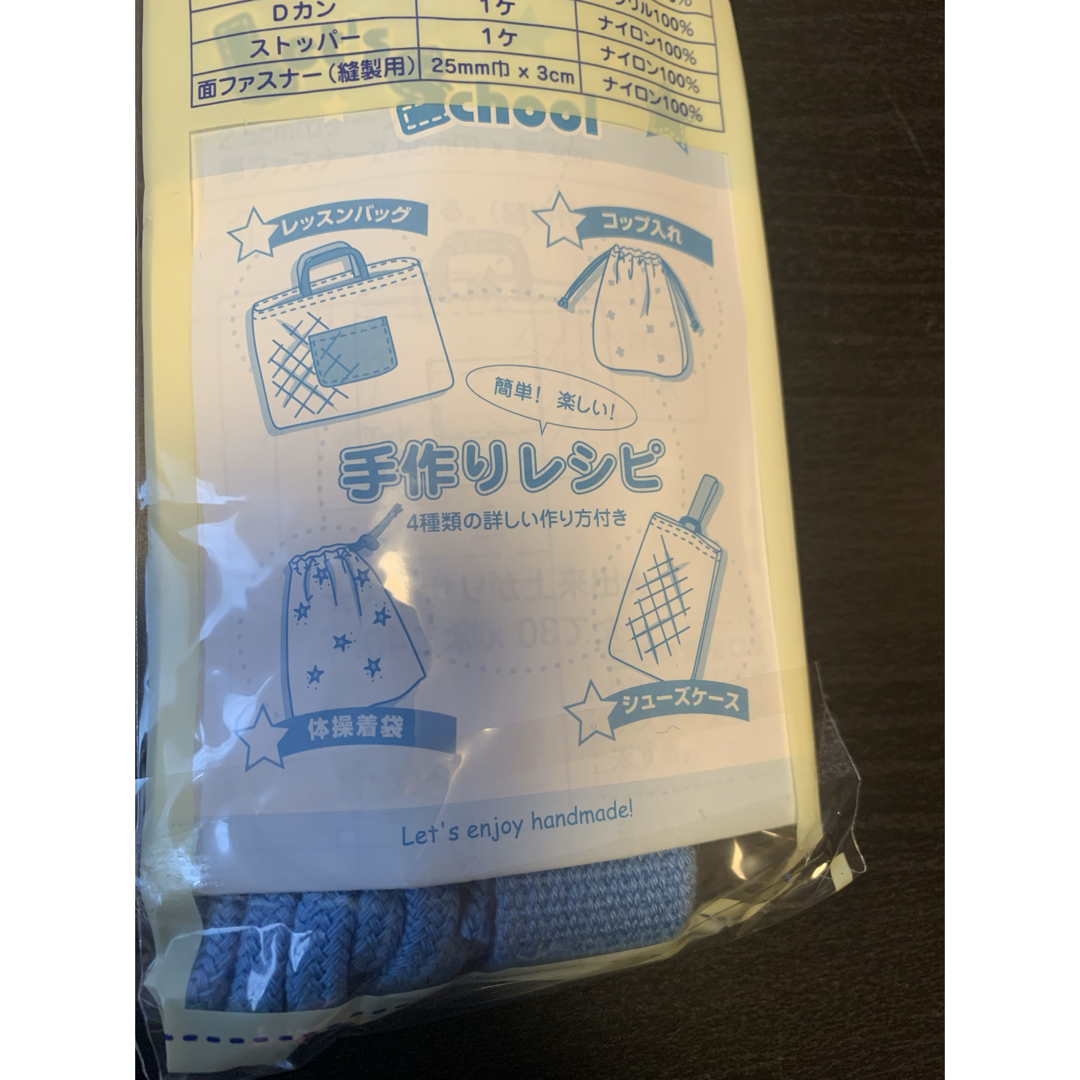 Dカン 1ケ ナイロン100%
ストッパー 1ケ ナイロン100%
面ファスナー(縫製用) 25mm巾 x 3cm ナイロン100%
School
レッスンバッグ
コップ入れ
簡単! 楽しい!
手作りレシピ
4種類の詳しい作り方付き
体操着袋
シューズケース
Let's enjoy handmade!